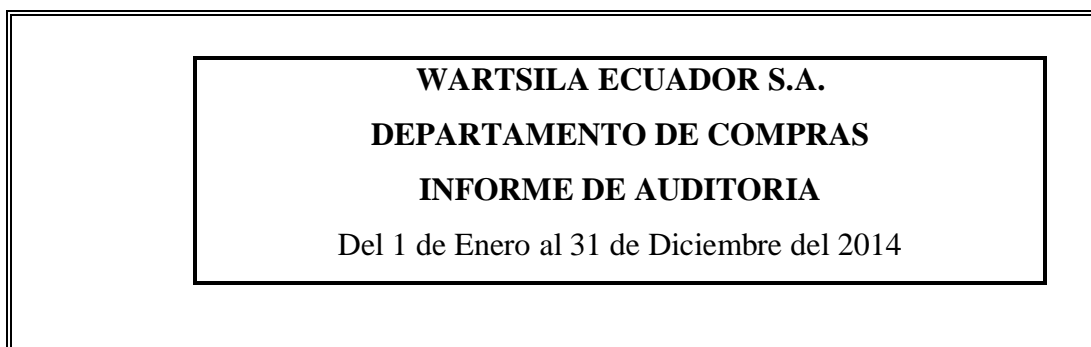 WARTSILA ECUADOR S.A.
DEPARTAMENTO DE COMPRAS
INFORME DE AUDITORIA
Del 1 de Enero al 31 de Diciembre del 2014